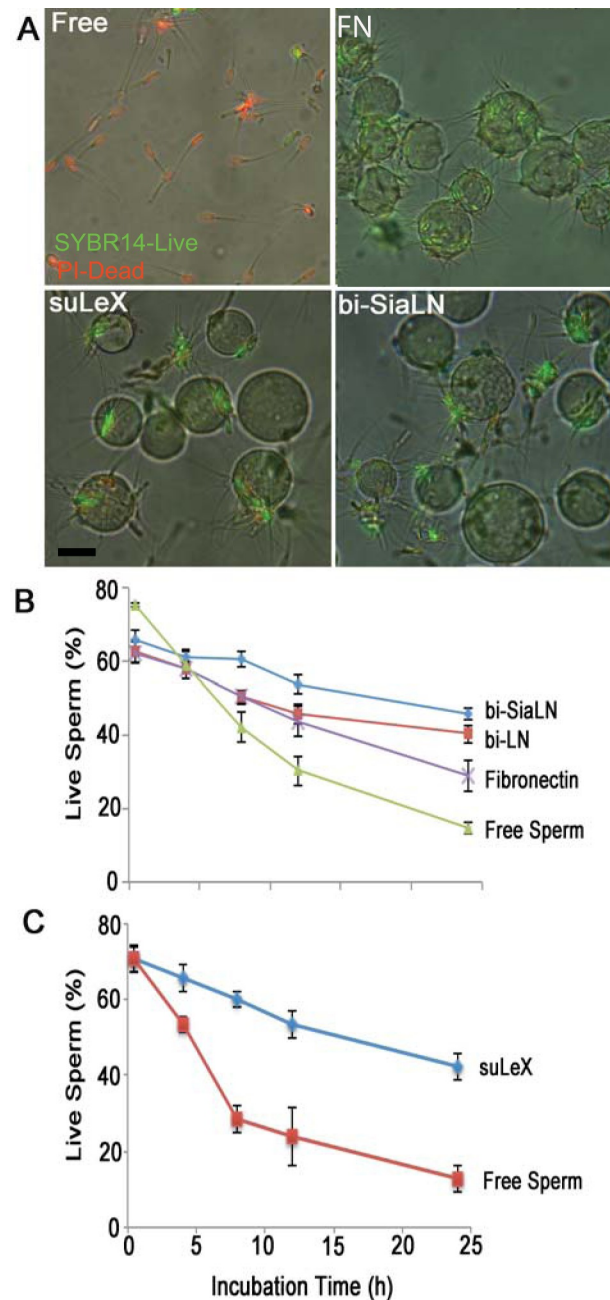 A
Free
FN
SYBR14-Live
PI-Dead
suLeX
bi-SiaLN
B
80
60
40
20
0
Live Sperm (%)
bi-SiaLN
bi-LN
Fibronectin
Free Sperm
C
80
60
40
20
0
Live Sperm (%)
suLeX
Free Sperm
0 5 10 15 20 25
Incubation Time (h)